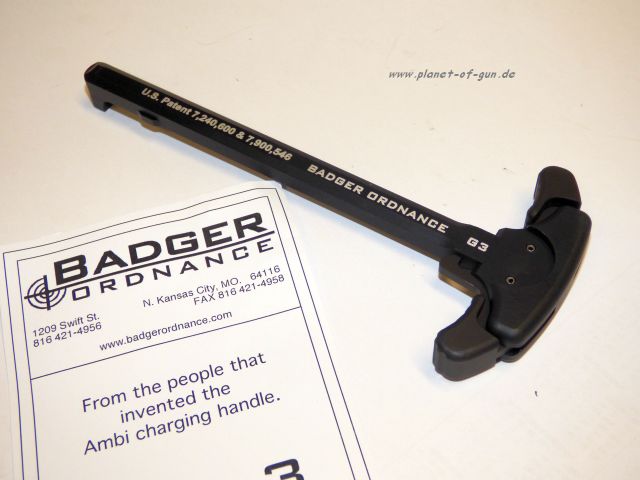 www.planet-of-gun.de
U.S. Patent 7,240,600 & 7,900,546
BADGER ORDNANCE G3
BADGER
ORDNANCE
1209 Swift St. N. Kansas City, MO. 64116
816 421-4956 FAX 816 421-4958
www.badgerordnance.com
From the people that
invented the
Ambi charging handle.
3